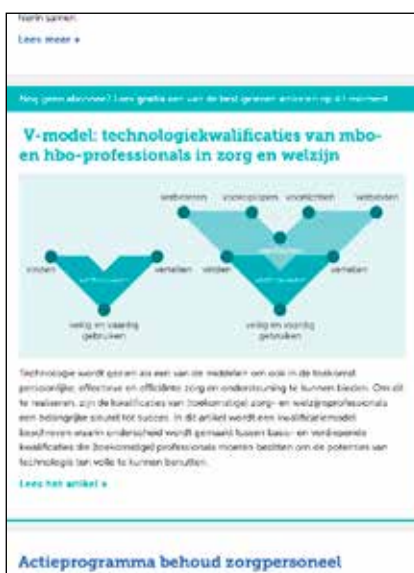 hierin samen.
Lees meer »
Nog geen abonnee? Lees gratis een van de best gelezen artikelen op
V-model: technologiekwalificaties van mbo-
en hbo-professionals in zorg en welzijn
verbeteren voorlichten verbinden
vinden vertellen vinden vertellen
veilig en vaardig veilig en vaardig
gebruiken gebruiken
Technologie wordt gezien als een van de middelen om ook in de toekomst
persoonlijke, effectieve en efficiënte zorg en ondersteuning te kunnen bieden. Om dit
te realiseren, zijn de kwalificaties van (toekomstige) zorg- en welzijnsprofessionals
een belangrijke sleutel tot succes. In dit artikel wordt een kwalificatiemodel
beschreven waarin onderscheid wordt gemaakt tussen basis- en verdiepende
kwalificaties die (toekomstige) professionals moeten bezitten om de potenties van
technologie ten volle te kunnen benutten.
Lees het artikel »
Actieprogramma behoud zorgpersoneel